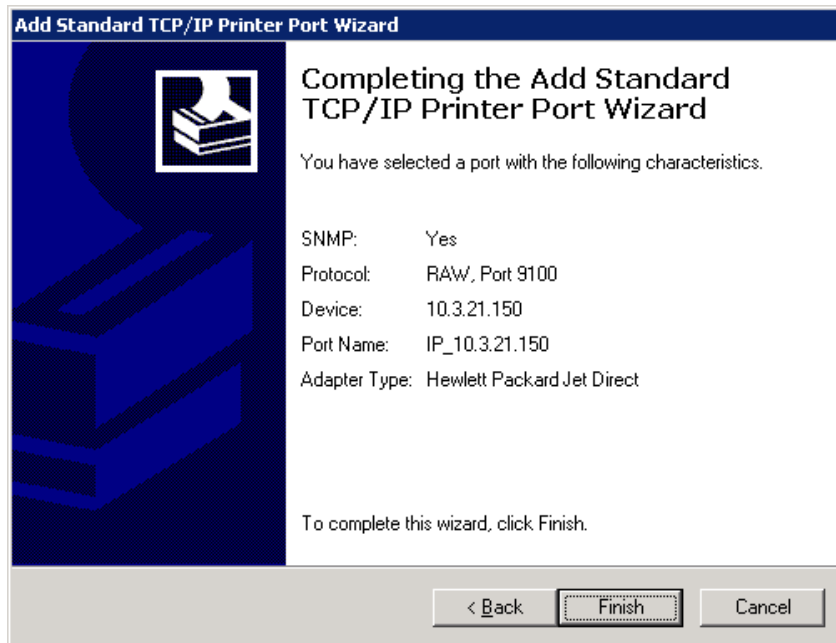 Add Standard TCP/IP Printer Port Wizard
Completing the Add Standard
TCP/IP Printer Port Wizard
You have selected a port with the following characteristics.
SNMP: Yes
Protocol: RAW, Port 9100
Device: 10.3.21.150
Port Name: IP_10.3.21.150
Adapter Type: Hewlett Packard Jet Direct
To complete this wizard, click Finish.
< Back Finish Cancel